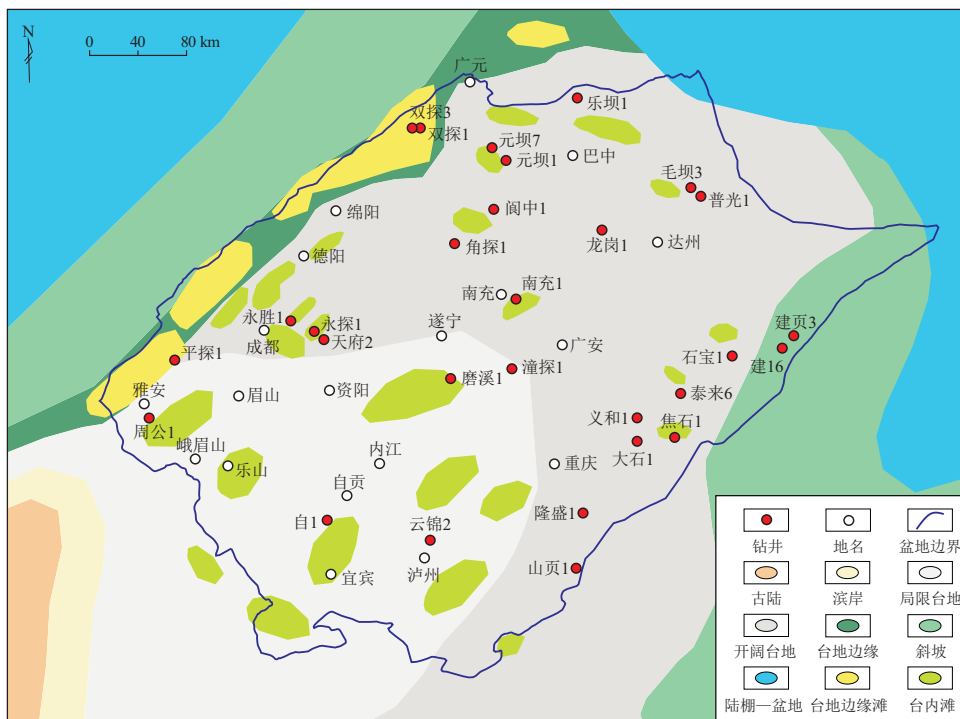 N
0 40 80 km
广元
乐坝1
双探3
双探1
元坝7
元坝1
巴中
毛坝3
普光1
绵阳
阆中1
角探1
龙岗1
达州
德阳
南充
南充1
永胜1
永探1
成都
天府2
遂宁
广安
建页3
建16
石宝1
平探1
潼探1
磨溪1
泰来6
雅安
眉山
资阳
周公1
义和1
焦石1
大石1
峨眉山
乐山
内江
重庆
自贡
自1
云锦2
隆盛1
泸州
宜宾
山页1
钻井 地名 盆地边界
古陆 滨岸 局限台地
开阔台地 台地边缘 斜坡
陆棚—盆地 台地边缘滩 台内滩